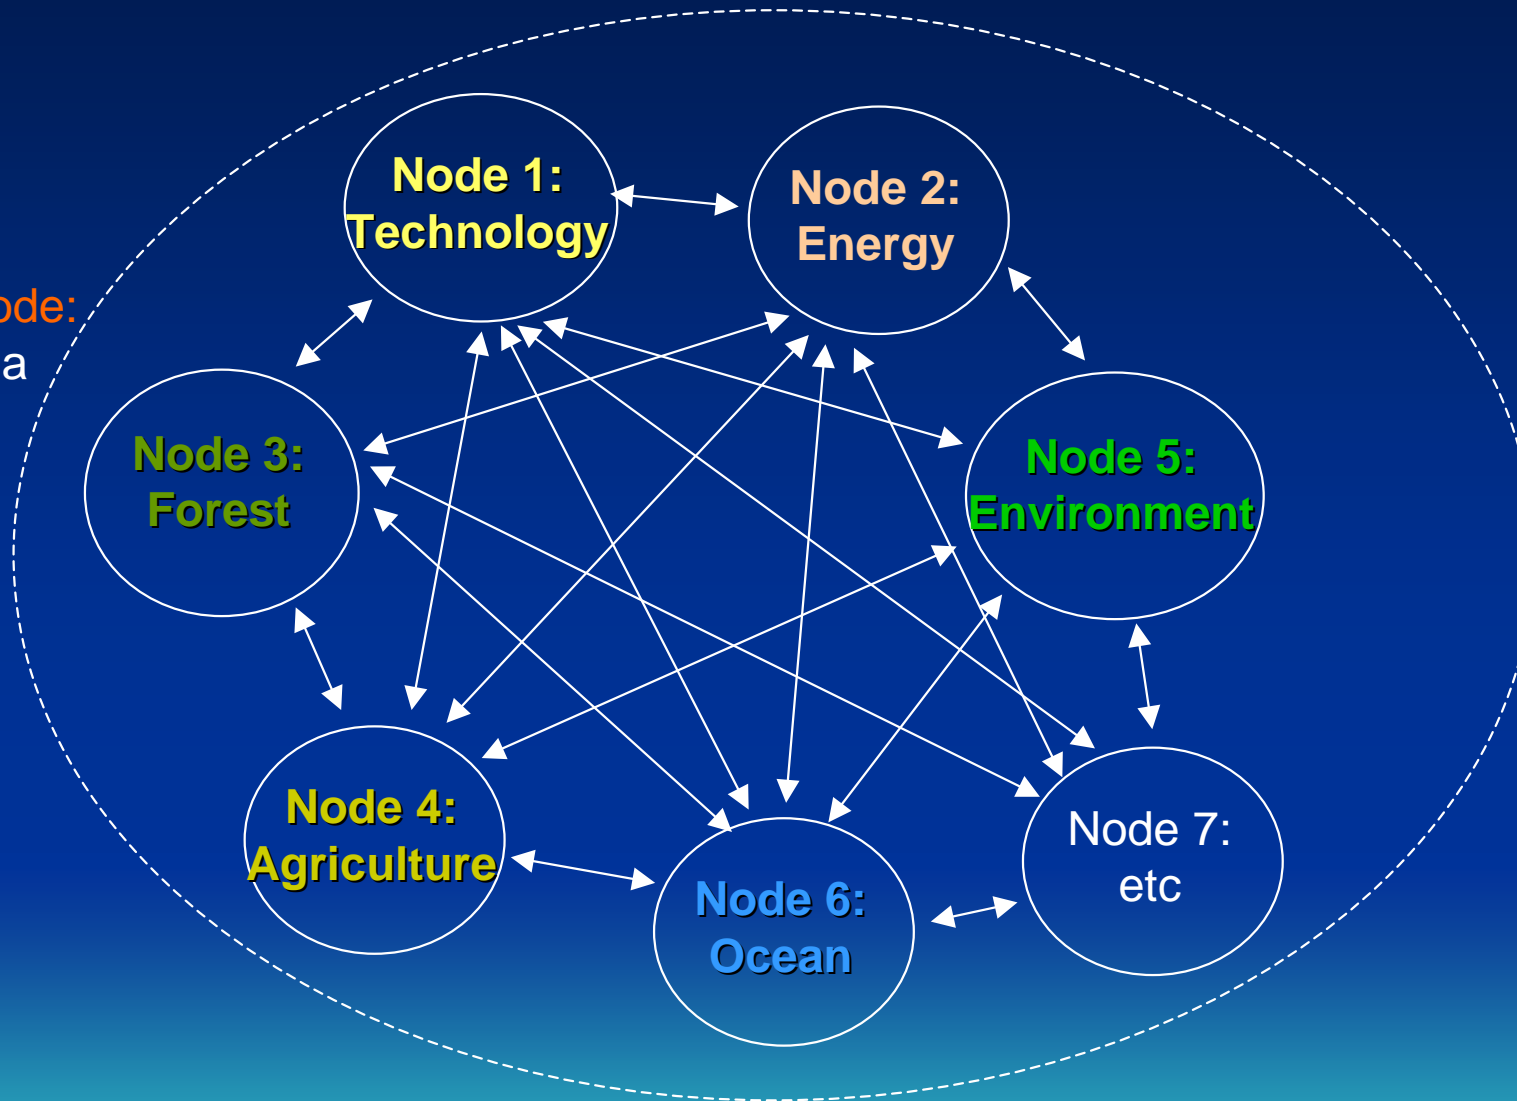 Node 1:
Technology
Node 2:
Energy
ode:
a
Node 3:
Forest
Node 5:
Environment
Node 4:
Agriculture
Node 6:
Ocean
Node 7:
etc